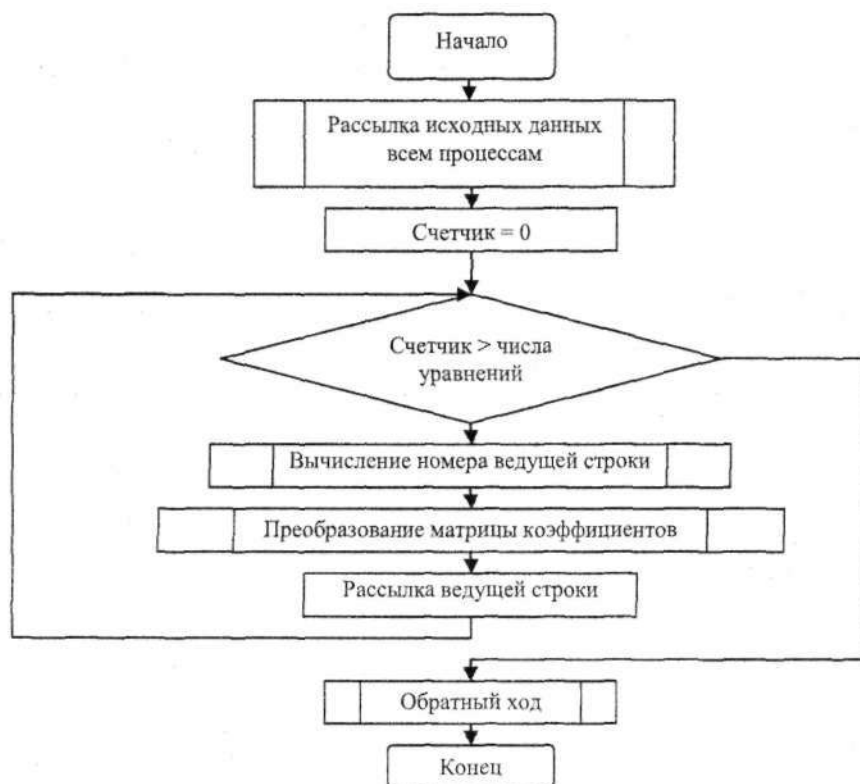 Начало
Рассылка исходных данных
всем процессам
Счетчик = 0
Счетчик > числа
уравнений
Вычисление номера ведущей строки
Преобразование матрицы коэффициентов
Рассылка ведущей строки
Обратный ход
Конец